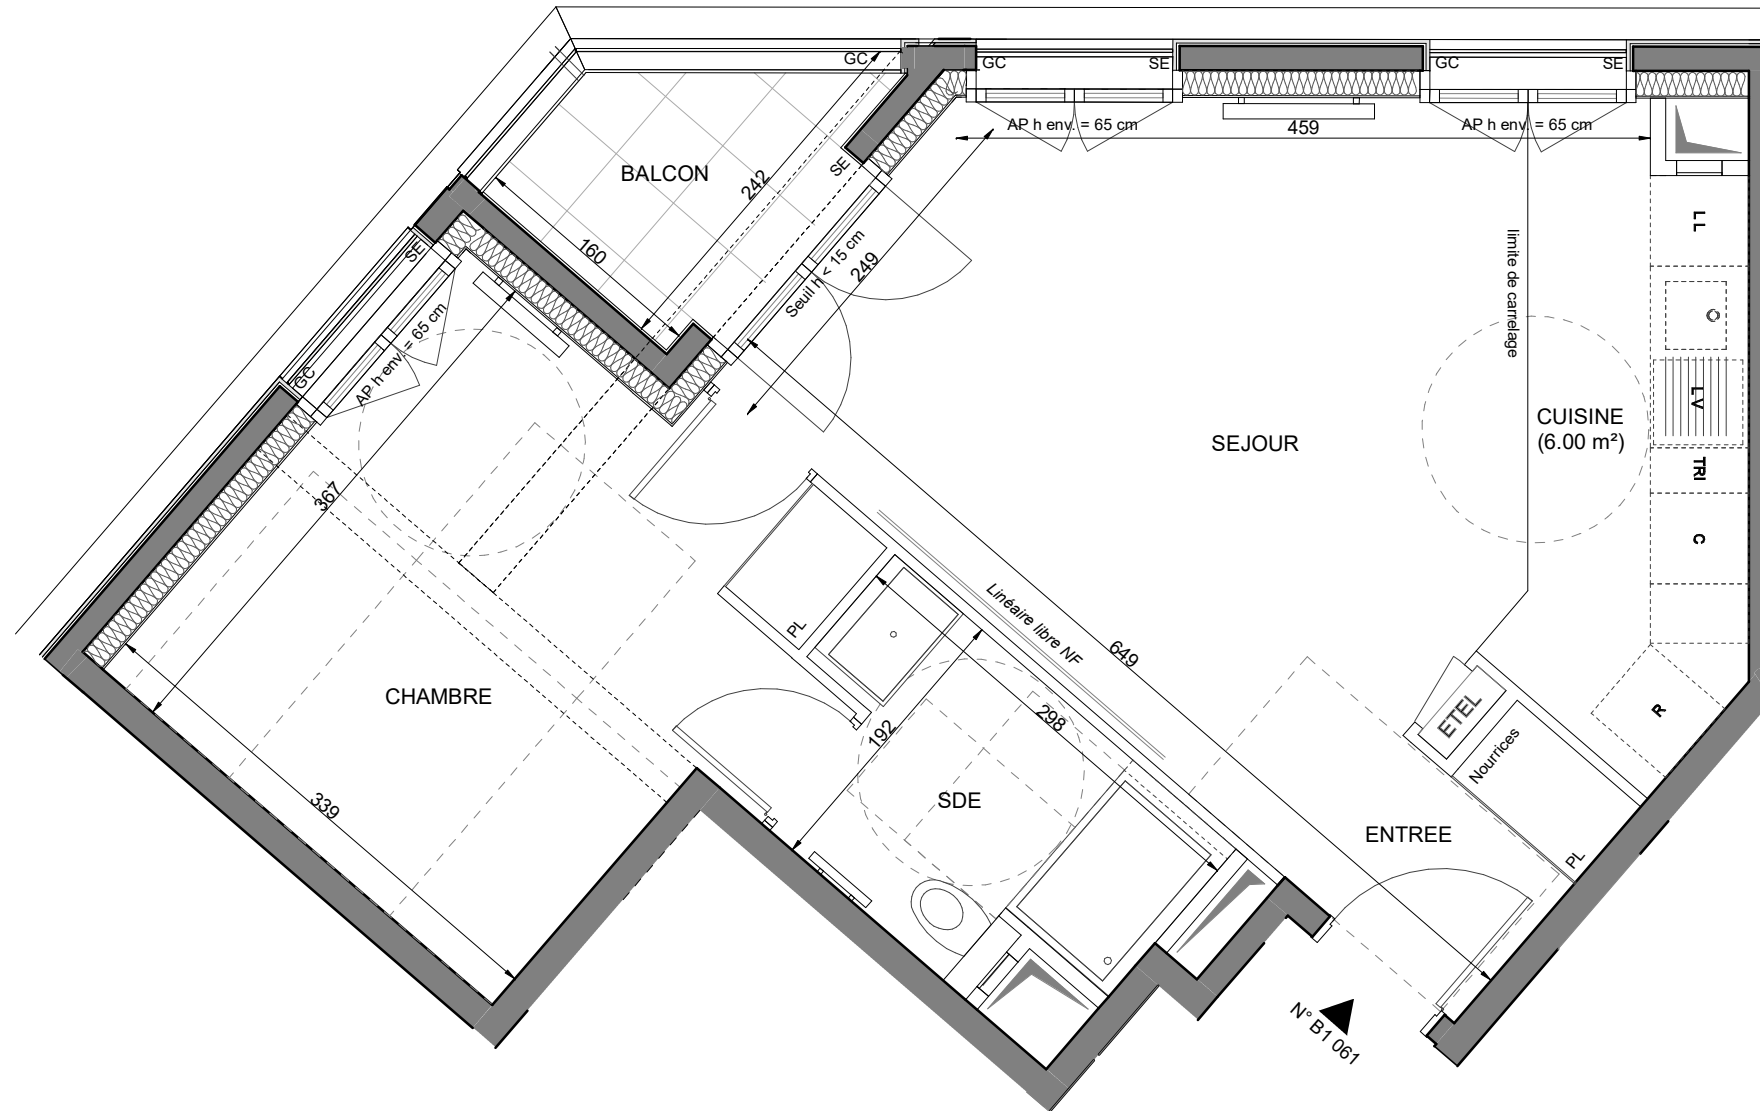 GC
GC
SE
GC
SE
AP h env. = 65 cm
459
AP h env. = 65 cm
BALCON
242
SE
160
Seuil h < 15 cm
249
SE
GC
AP h env. = 65 cm
limite de carrelage
LL
LV
TRI
C
R
CUISINE
(6.00 m²)
SEJOUR
367
Linéaire libre NF
649
PL
CHAMBRE
339
192
298
SDE
ETEL
Nourrices
ENTREE
PL
N° B1 061